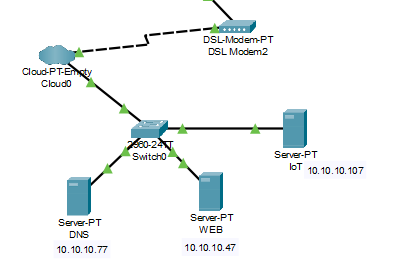 DSL-Modem-PT
DSL Modem2
Cloud-PT-Empty
Cloud0
2960-24TT
Switch0
Server-PT
IoT
10.10.10.107
Server-PT
DNS
10.10.10.77
Server-PT
WEB
10.10.10.47